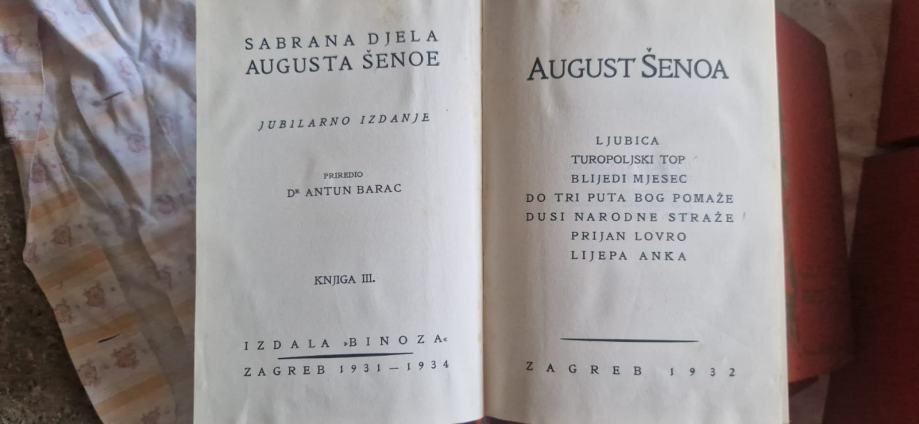 SABRANA DJELA
AUGUSTA ŠENOE
JUBILARNO IZDANJE
PRIREDIO
DR ANTUN BARAC
KNJIGA III.
IZDALA »BINOZA«
ZAGREB 1931—1934
AUGUST ŠENOA
LJUBICA
TUROPOLJSKI TOP
BLIJEDI MJESEC
DO TRI PUTA BOG POMAŽE
DUSI NARODNE STRAŽE
PRIJAN LOVRO
LIJEPA ANKA
ZAGREB 1932